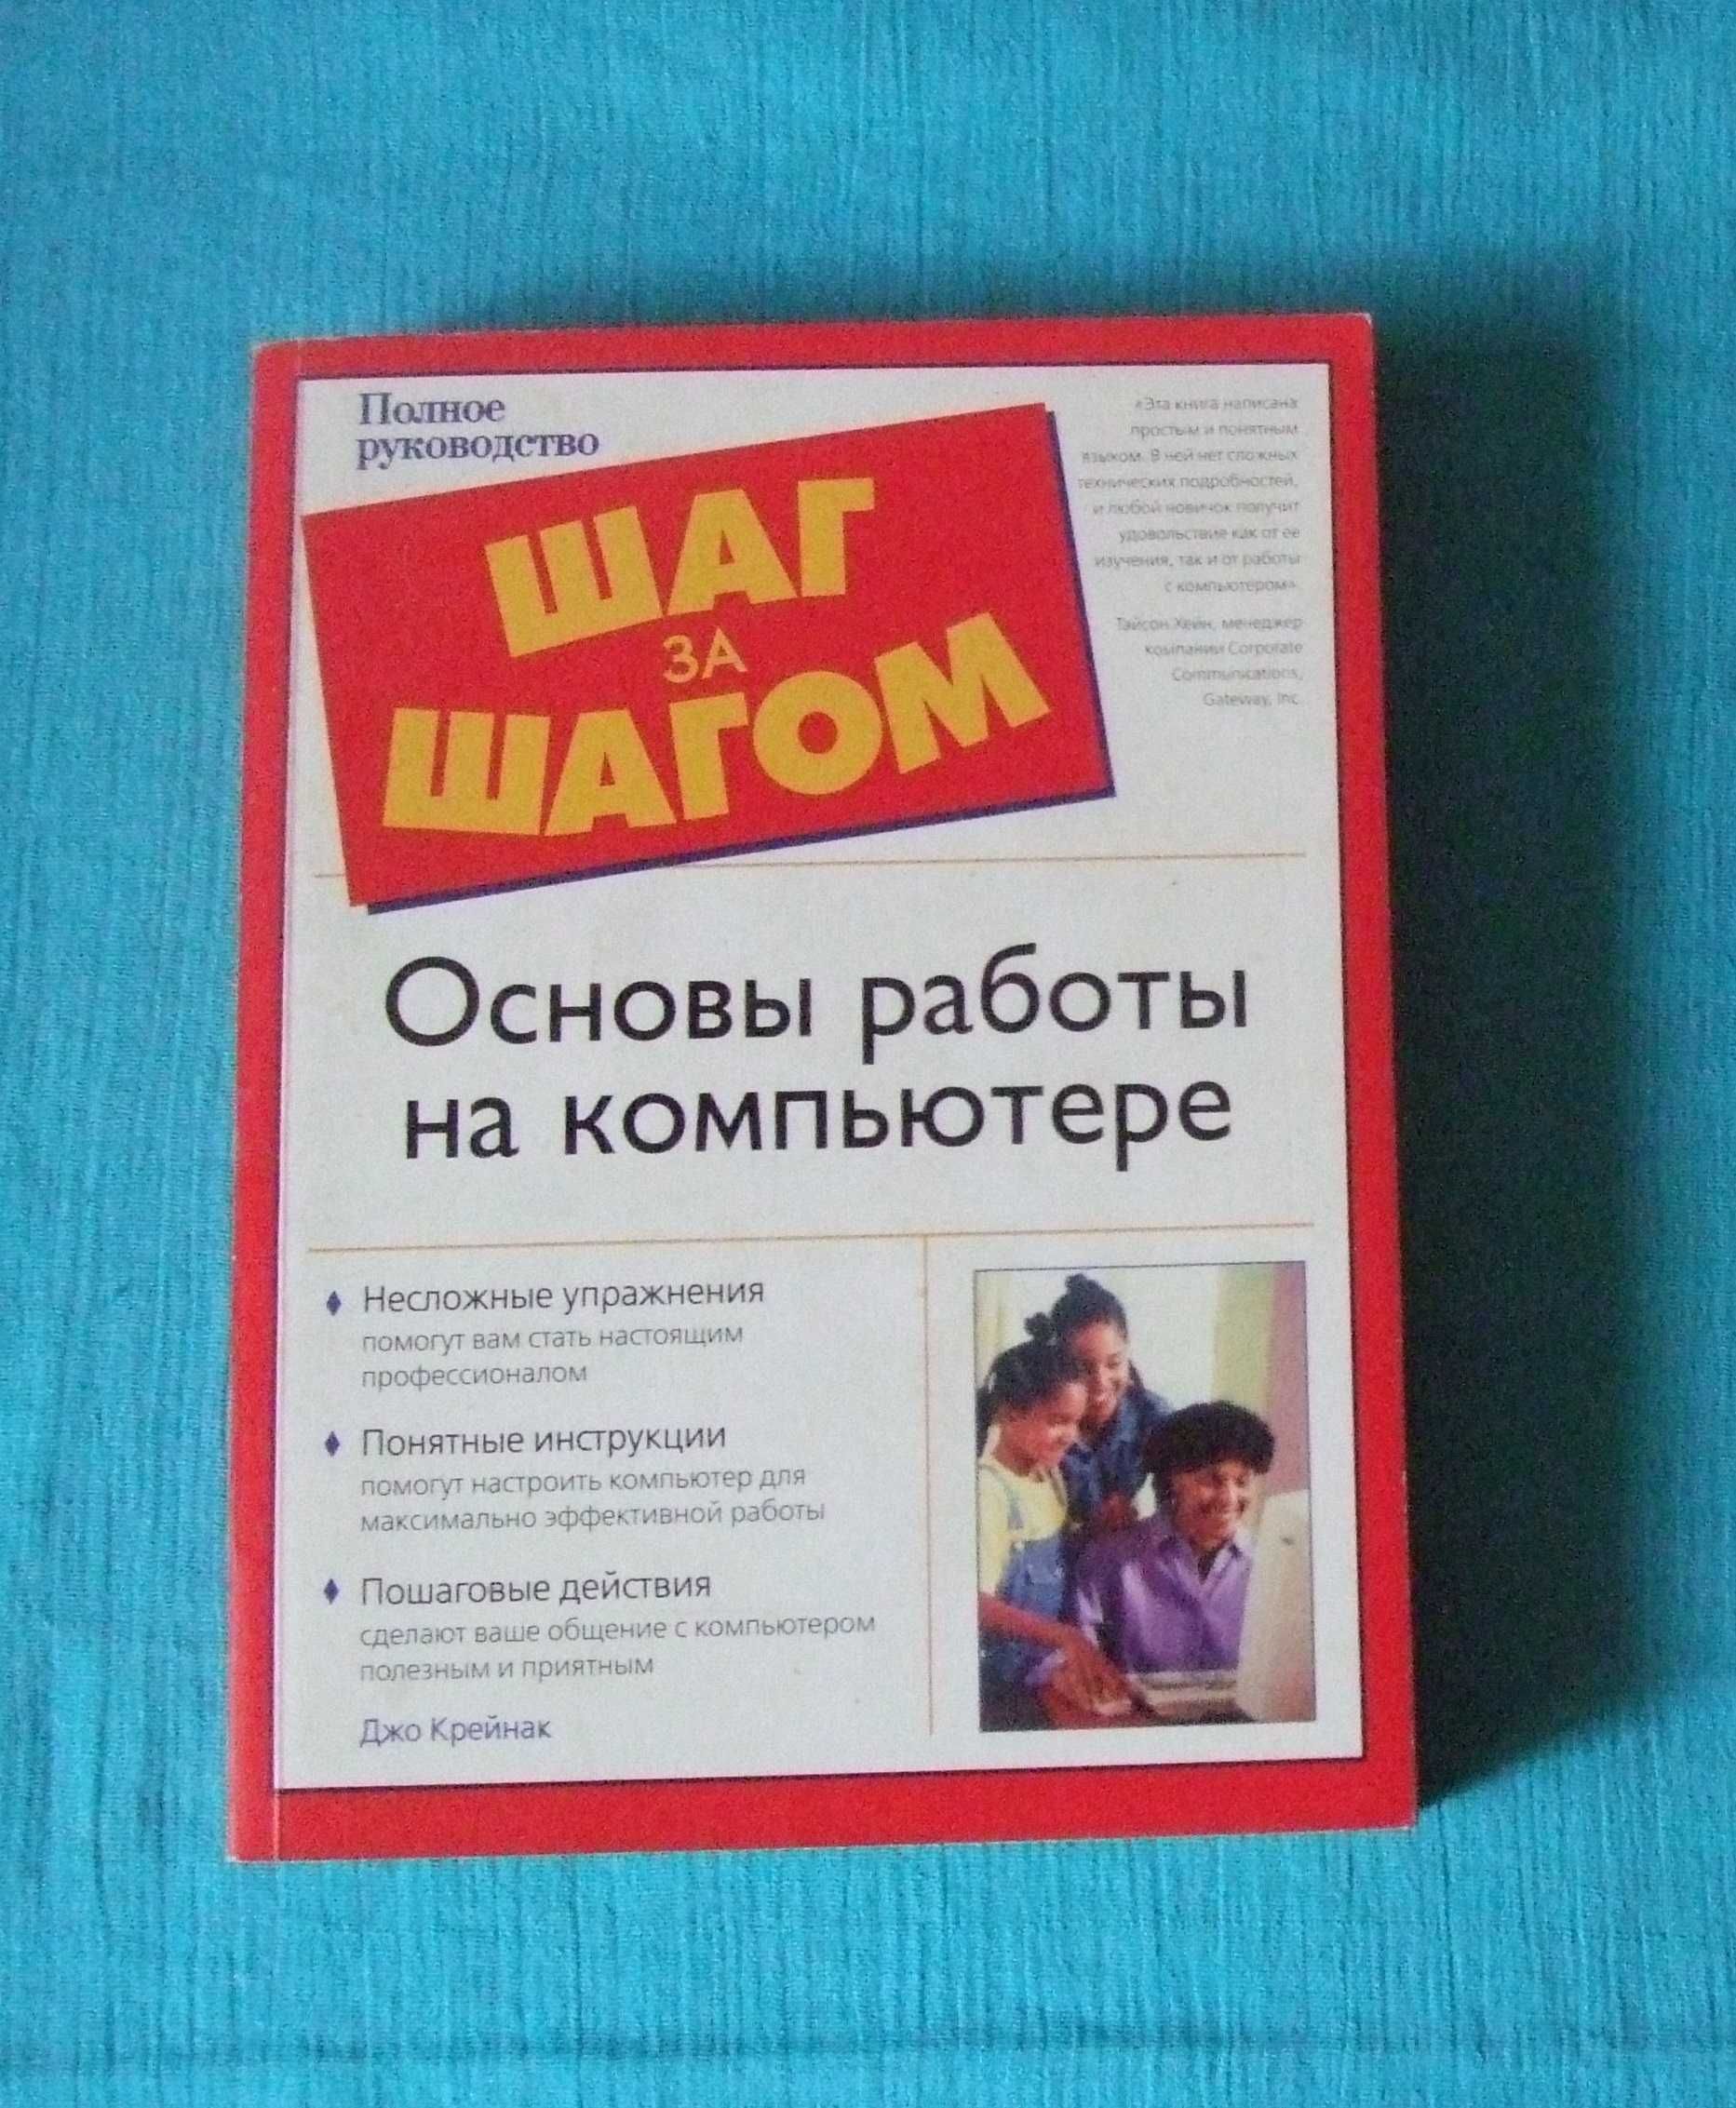 Полное
руководство
ШАГ
ЗА
ШАГОМ
«Эта книга написана
простым и понятным
языком. В ней нет сложных
технических подробностей,
и любой новичок получит
удовольствие как от ее
изучения, так и от работы
с компьютером».
Тайсон Хейн, менеджер
компании Corporate
Communications,
Gateway, Inc.
Основы работы
на компьютере
♦ Несложные упражнения
помогут вам стать настоящим
профессионалом
♦ Понятные инструкции
помогут настроить компьютер для
максимально эффективной работы
♦ Пошаговые действия
сделают ваше общение с компьютером
полезным и приятным
Джо Крейнак